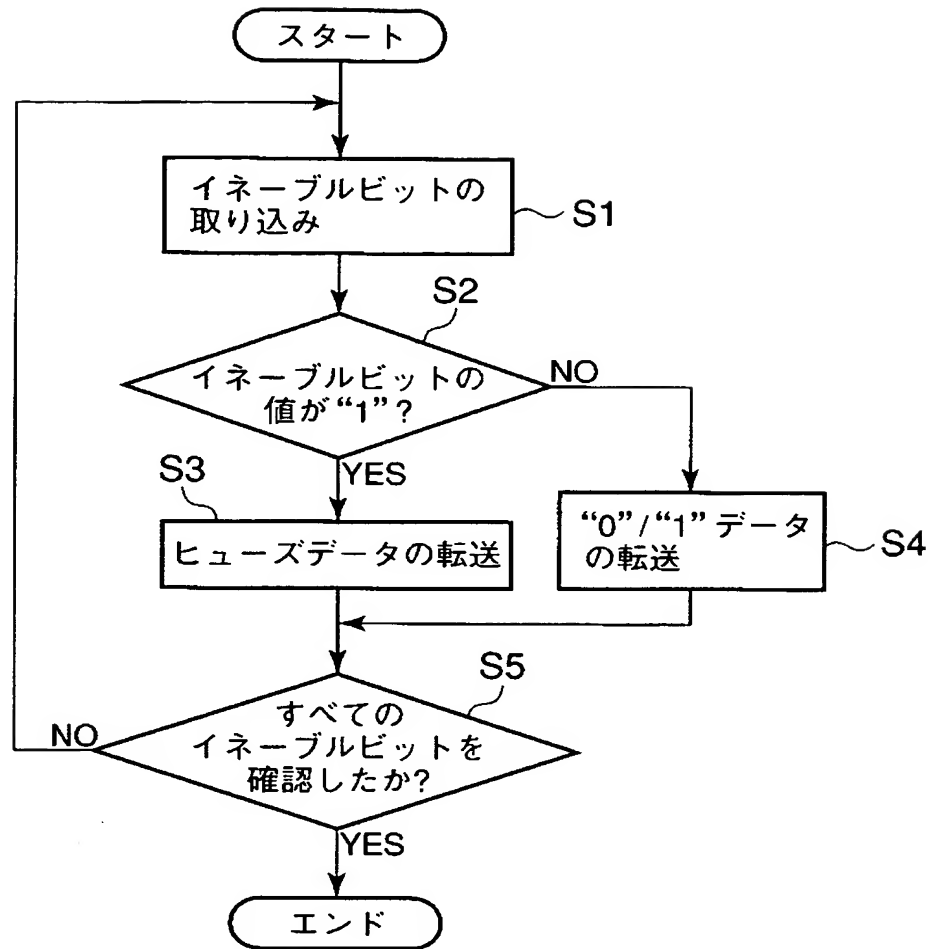 スタート
イネーブルビットの
取り込み
S1
S2
イネーブルビットの
値が“1”?
NO
YES
S3
ヒューズデータの転送
“0”/“1”データ
の転送
S4
S5
すべての
イネーブルビットを
確認したか?
NO
YES
エンド